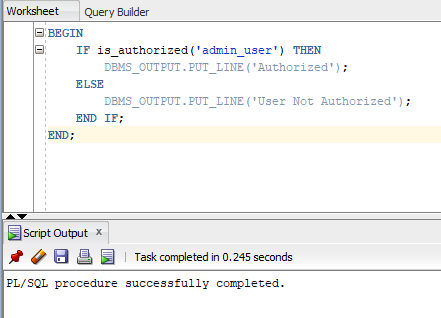 Worksheet Query Builder
BEGIN
    IF is_authorized('admin_user') THEN
        DBMS_OUTPUT.PUT_LINE('Authorized');
    ELSE
        DBMS_OUTPUT.PUT_LINE('User Not Authorized');
    END IF;
END;
Script Output x
Task completed in 0.245 seconds
PL/SQL procedure successfully completed.